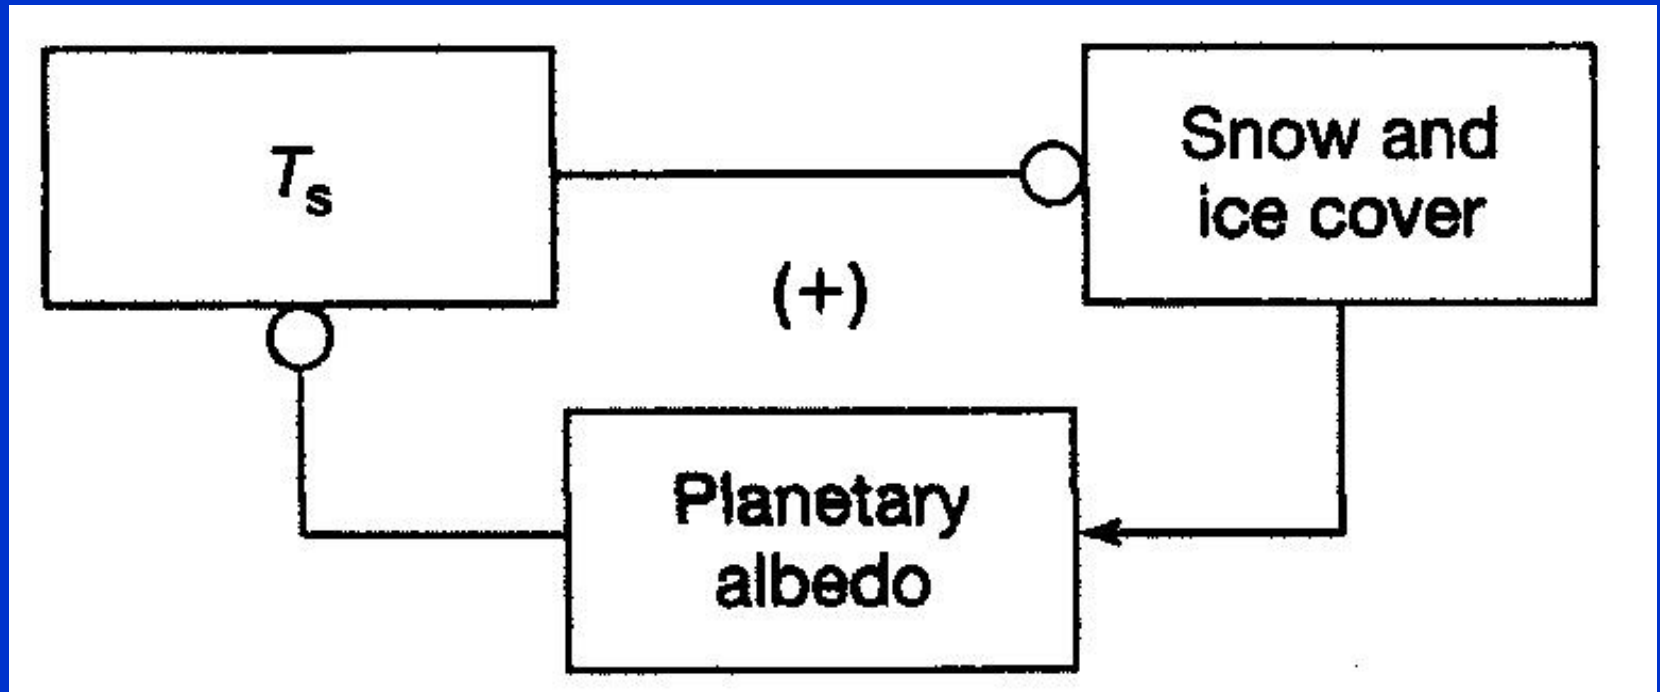 Ts
Snow and
ice cover
(+)
Planetary
albedo